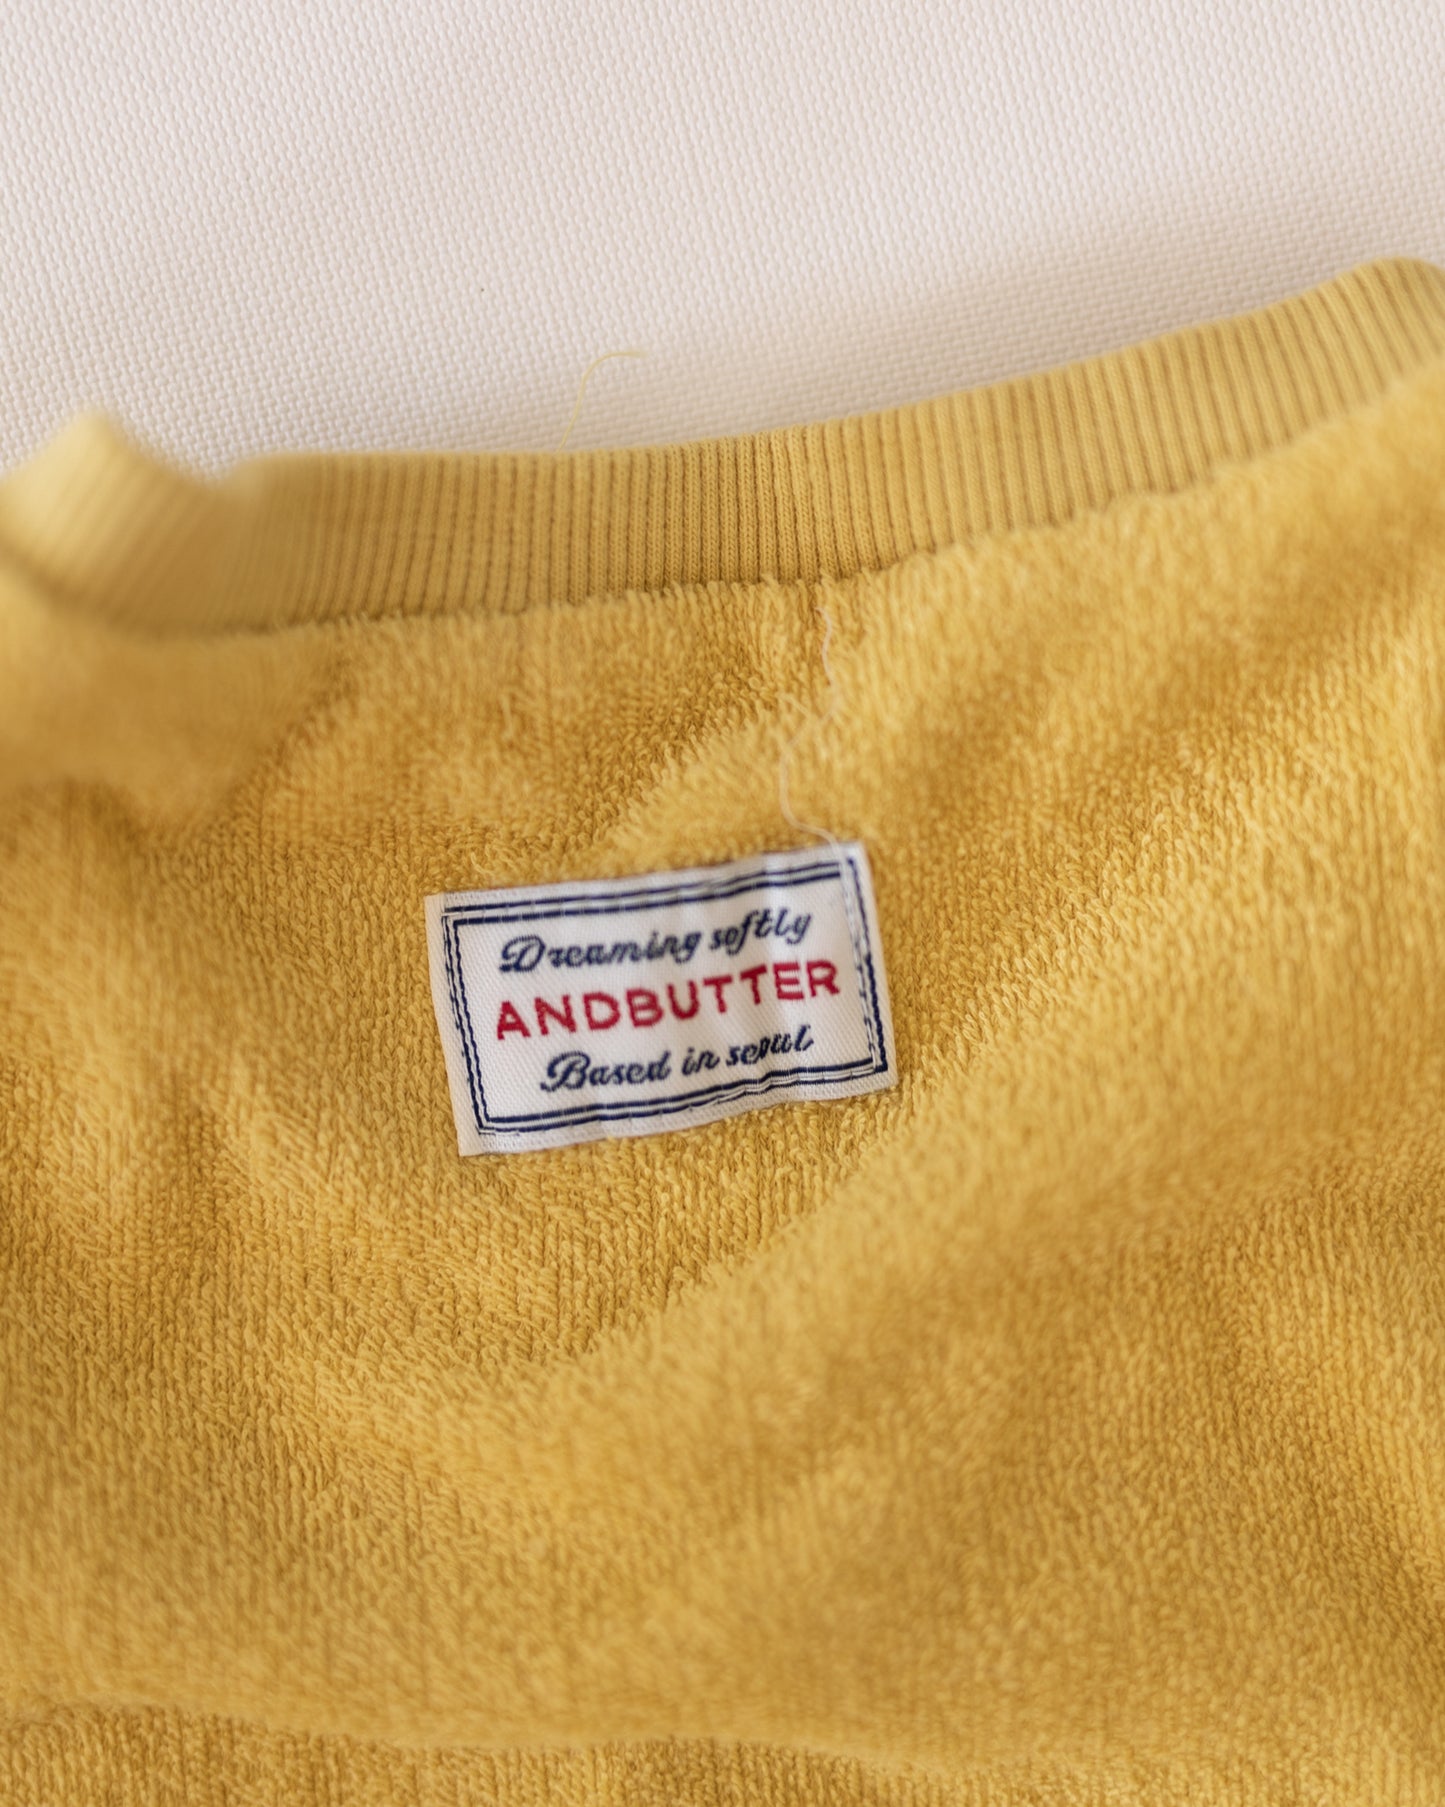 Dreaming softly
ANDBUTTER
Based in seoul